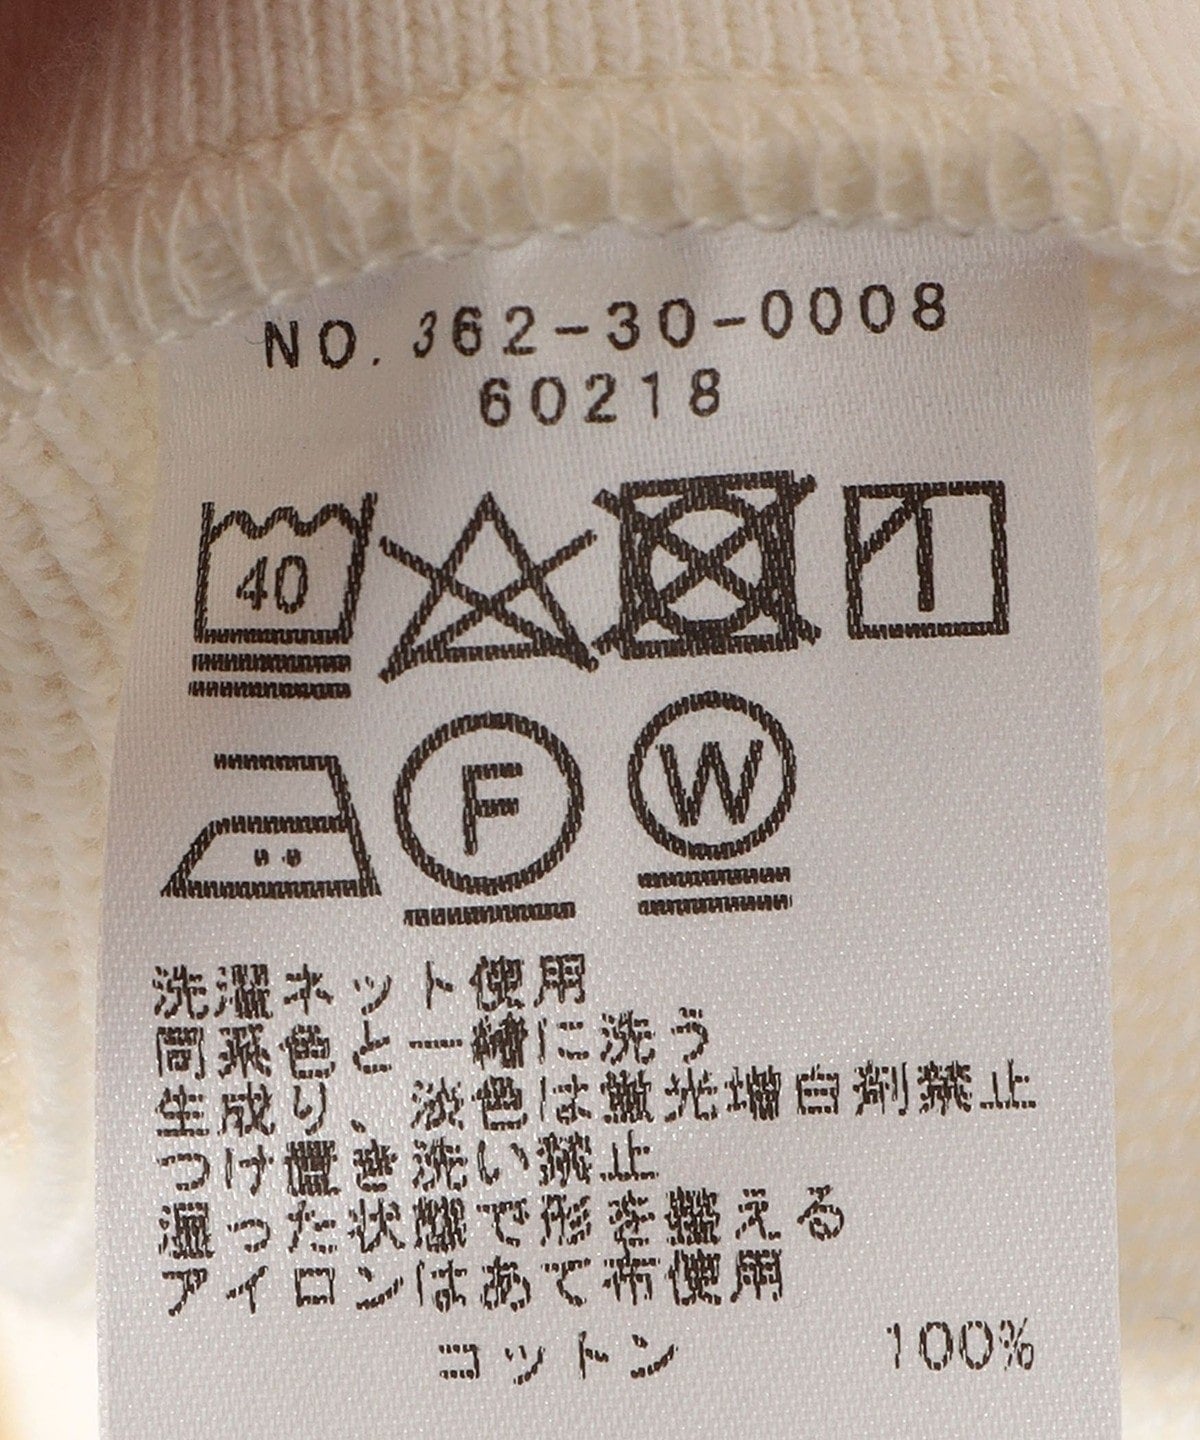 NO. 362-30-0008
60218
40
F W
洗濯ネット使用
同系色と一緒に洗う
生成り、淡色は蛍光増白剤禁止
つけ置き洗い禁止
濡った状態で形を整える
アイロンはあて布使用
コットン 100%